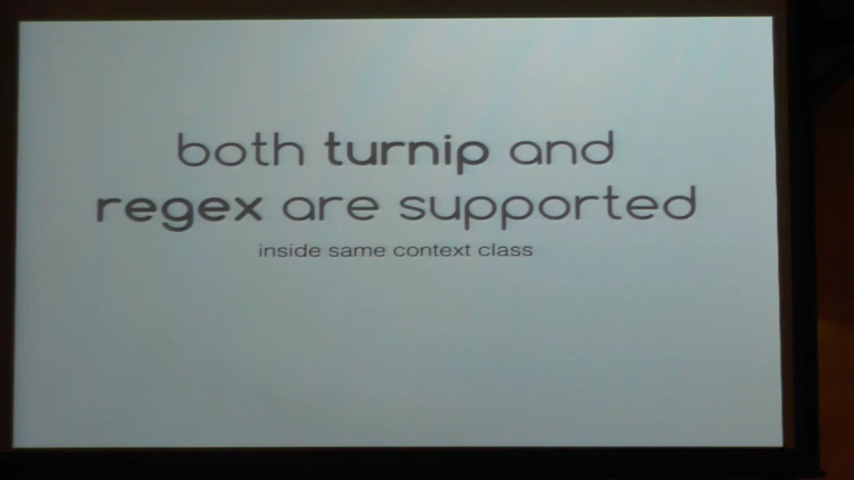 both turnip and
regex are supported
inside same context class